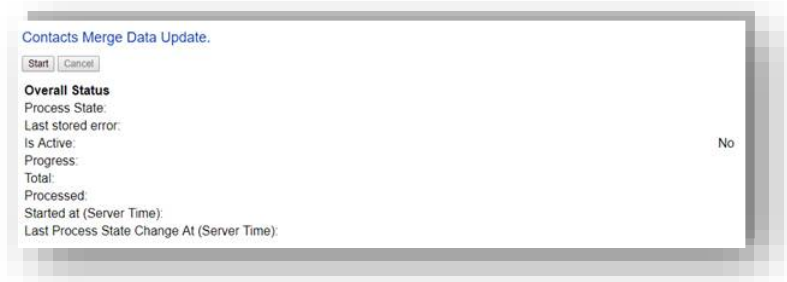 Contacts Merge Data Update.
Start Cancel
Overall Status
Process State:
Last stored error:
Is Active: No
Progress:
Total:
Processed:
Started at (Server Time):
Last Process State Change At (Server Time):